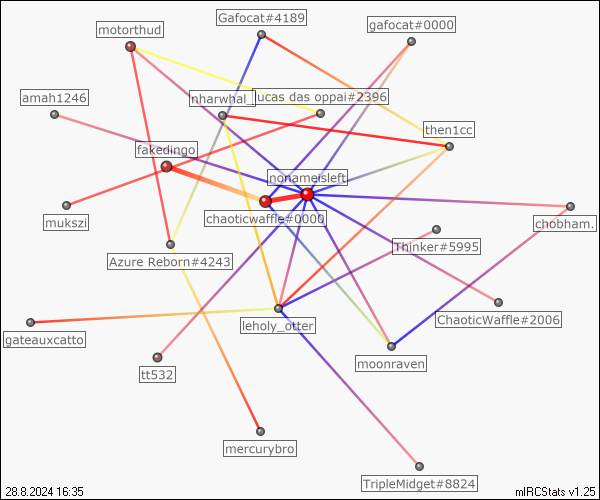 Gafocat#4189
gafocat#0000
motorthud
amah1246
nharwhal_
lucas das oppai#2396
then1cc
fakedingo
nonameisleft
mukszi
chaoticwaffle#0000
chobham.
Thinker#5995
Azure Reborn#4243
ChaoticWaffle#2006
leholy_otter
gateauxcatto
moonraven
tt532
mercurybro
TripleMidget#8824
28.8.2024 16:35
mIRCStats v1.25